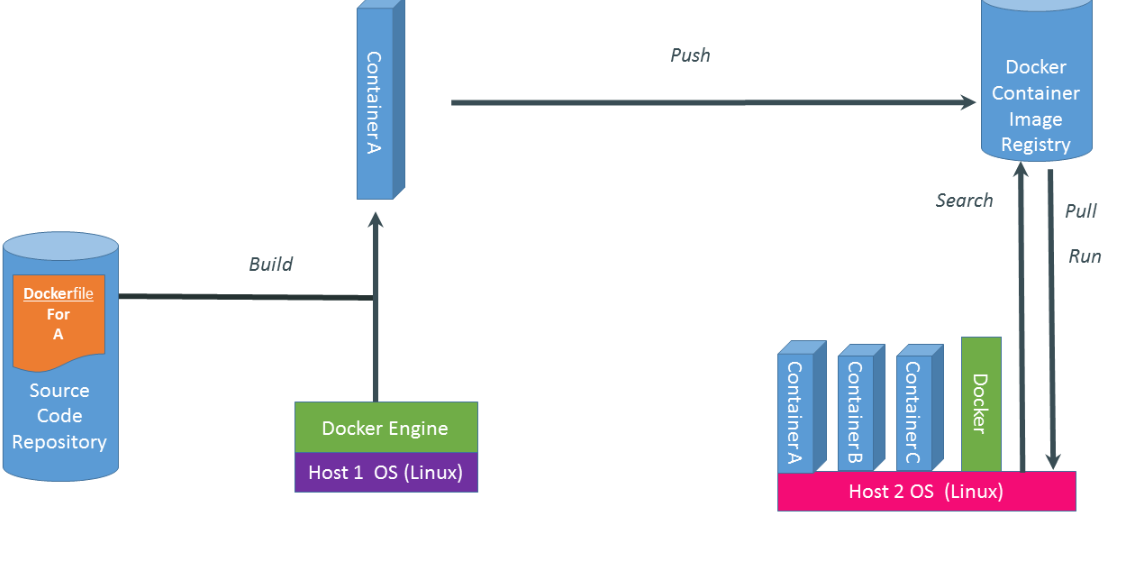 Container A
Push
Docker
Container
Image
Registry
Search
Pull
Run
Build
Dockerfile
For
A
Source
Code
Repository
Docker Engine
Host 1 OS (Linux)
Container A
Container B
Container C
Docker
Host 2 OS (Linux)